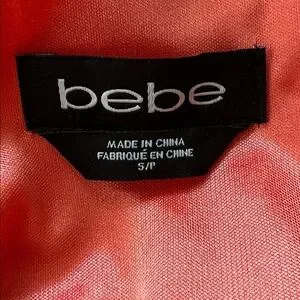 bebe
MADE IN CHINA
FABRIQUÉ EN CHINE
S/P